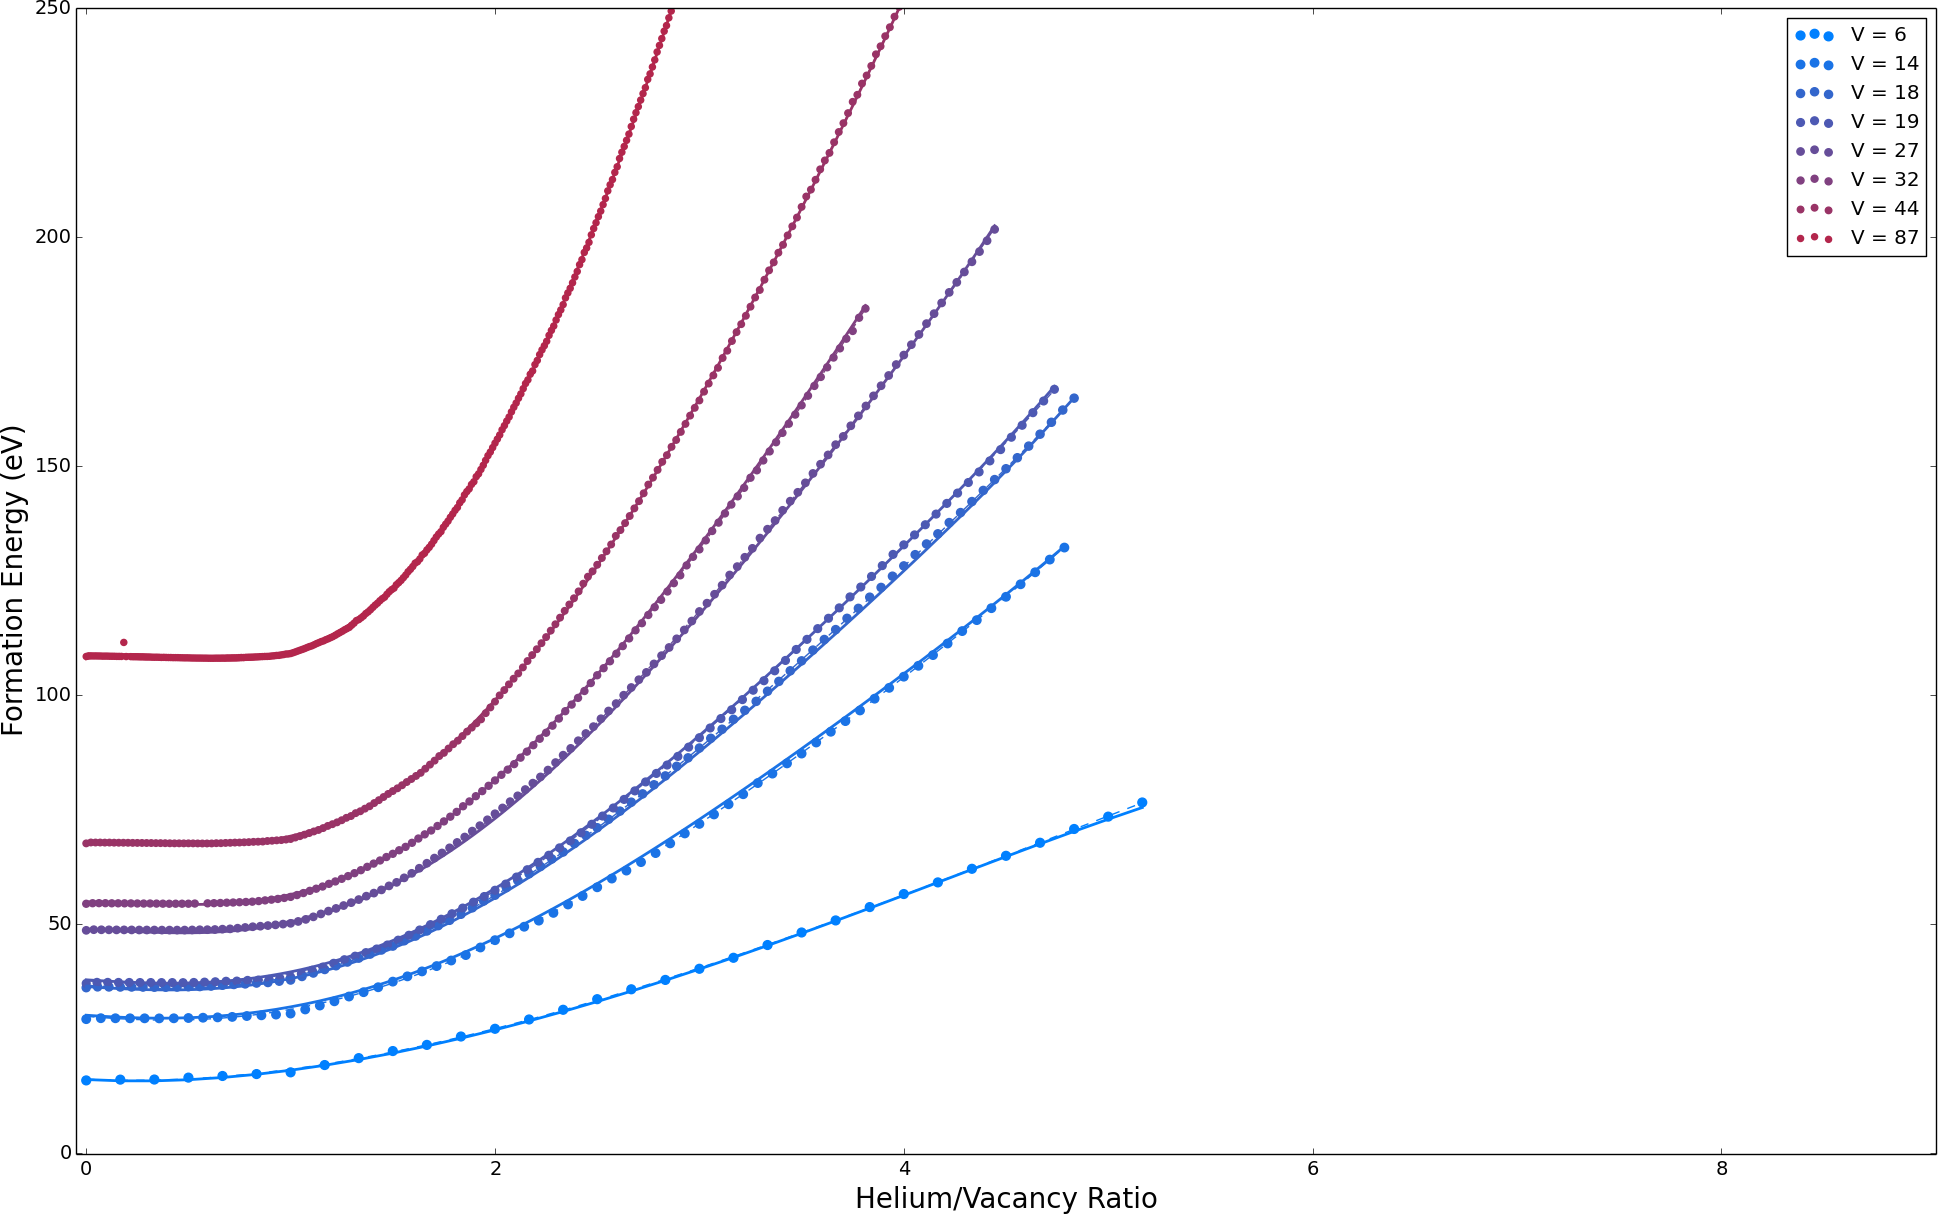 250
200
150
100
50
0
Formation Energy (eV)
0 2 4 6 8
Helium/Vacancy Ratio
V = 6
V = 14
V = 18
V = 19
V = 27
V = 32
V = 44
V = 87